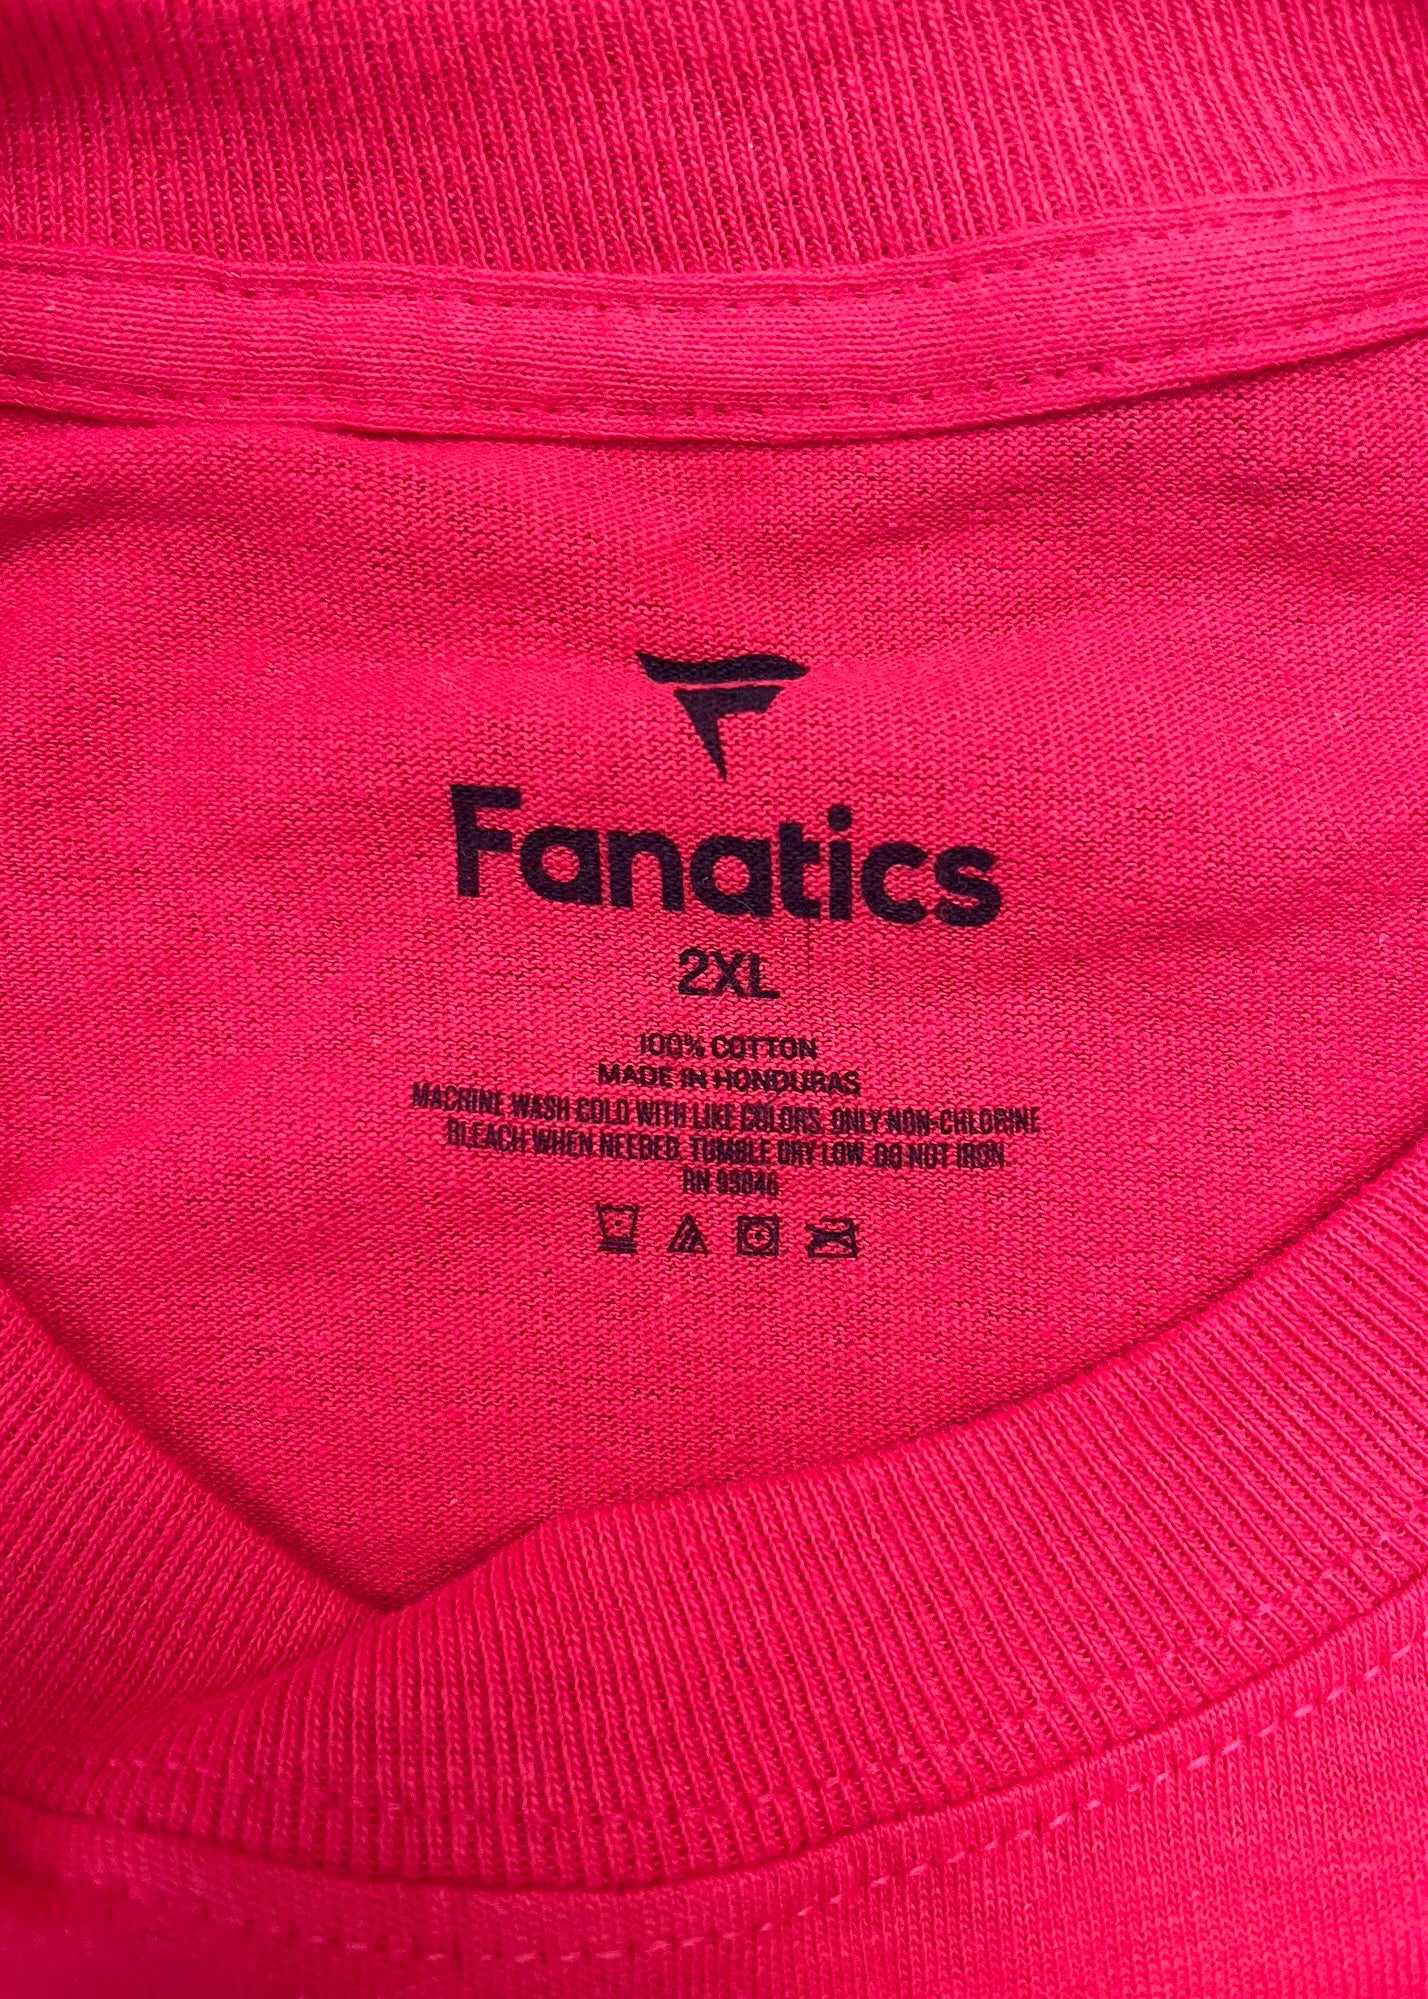 Fanatics
2XL
100% COTTON
MADE IN HONDURAS
MACHINE WASH COLD WITH LIKE COLORS. ONLY NON-CHLORINE
BLEACH WHEN NEEDED. TUMBLE DRY LOW. DO NOT IRON
RN 93846